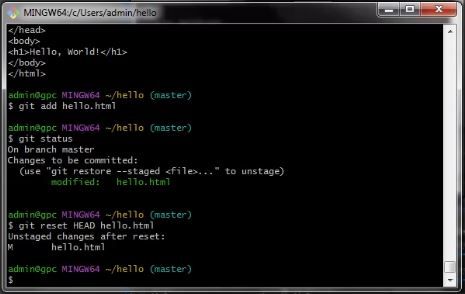 MINGW64:/c/Users/admin/hello
</head>
<body>
<h1>Hello, World!</h1>
</body>
</html>
admin@gpc MINGW64 ~/hello (master)
$ git add hello.html
admin@gpc MINGW64 ~/hello (master)
$ git status
On branch master
Changes to be committed:
  (use "git restore --staged <file>..." to unstage)
        modified:   hello.html
admin@gpc MINGW64 ~/hello (master)
$ git reset HEAD hello.html
Unstaged changes after reset:
M       hello.html
admin@gpc MINGW64 ~/hello (master)
$